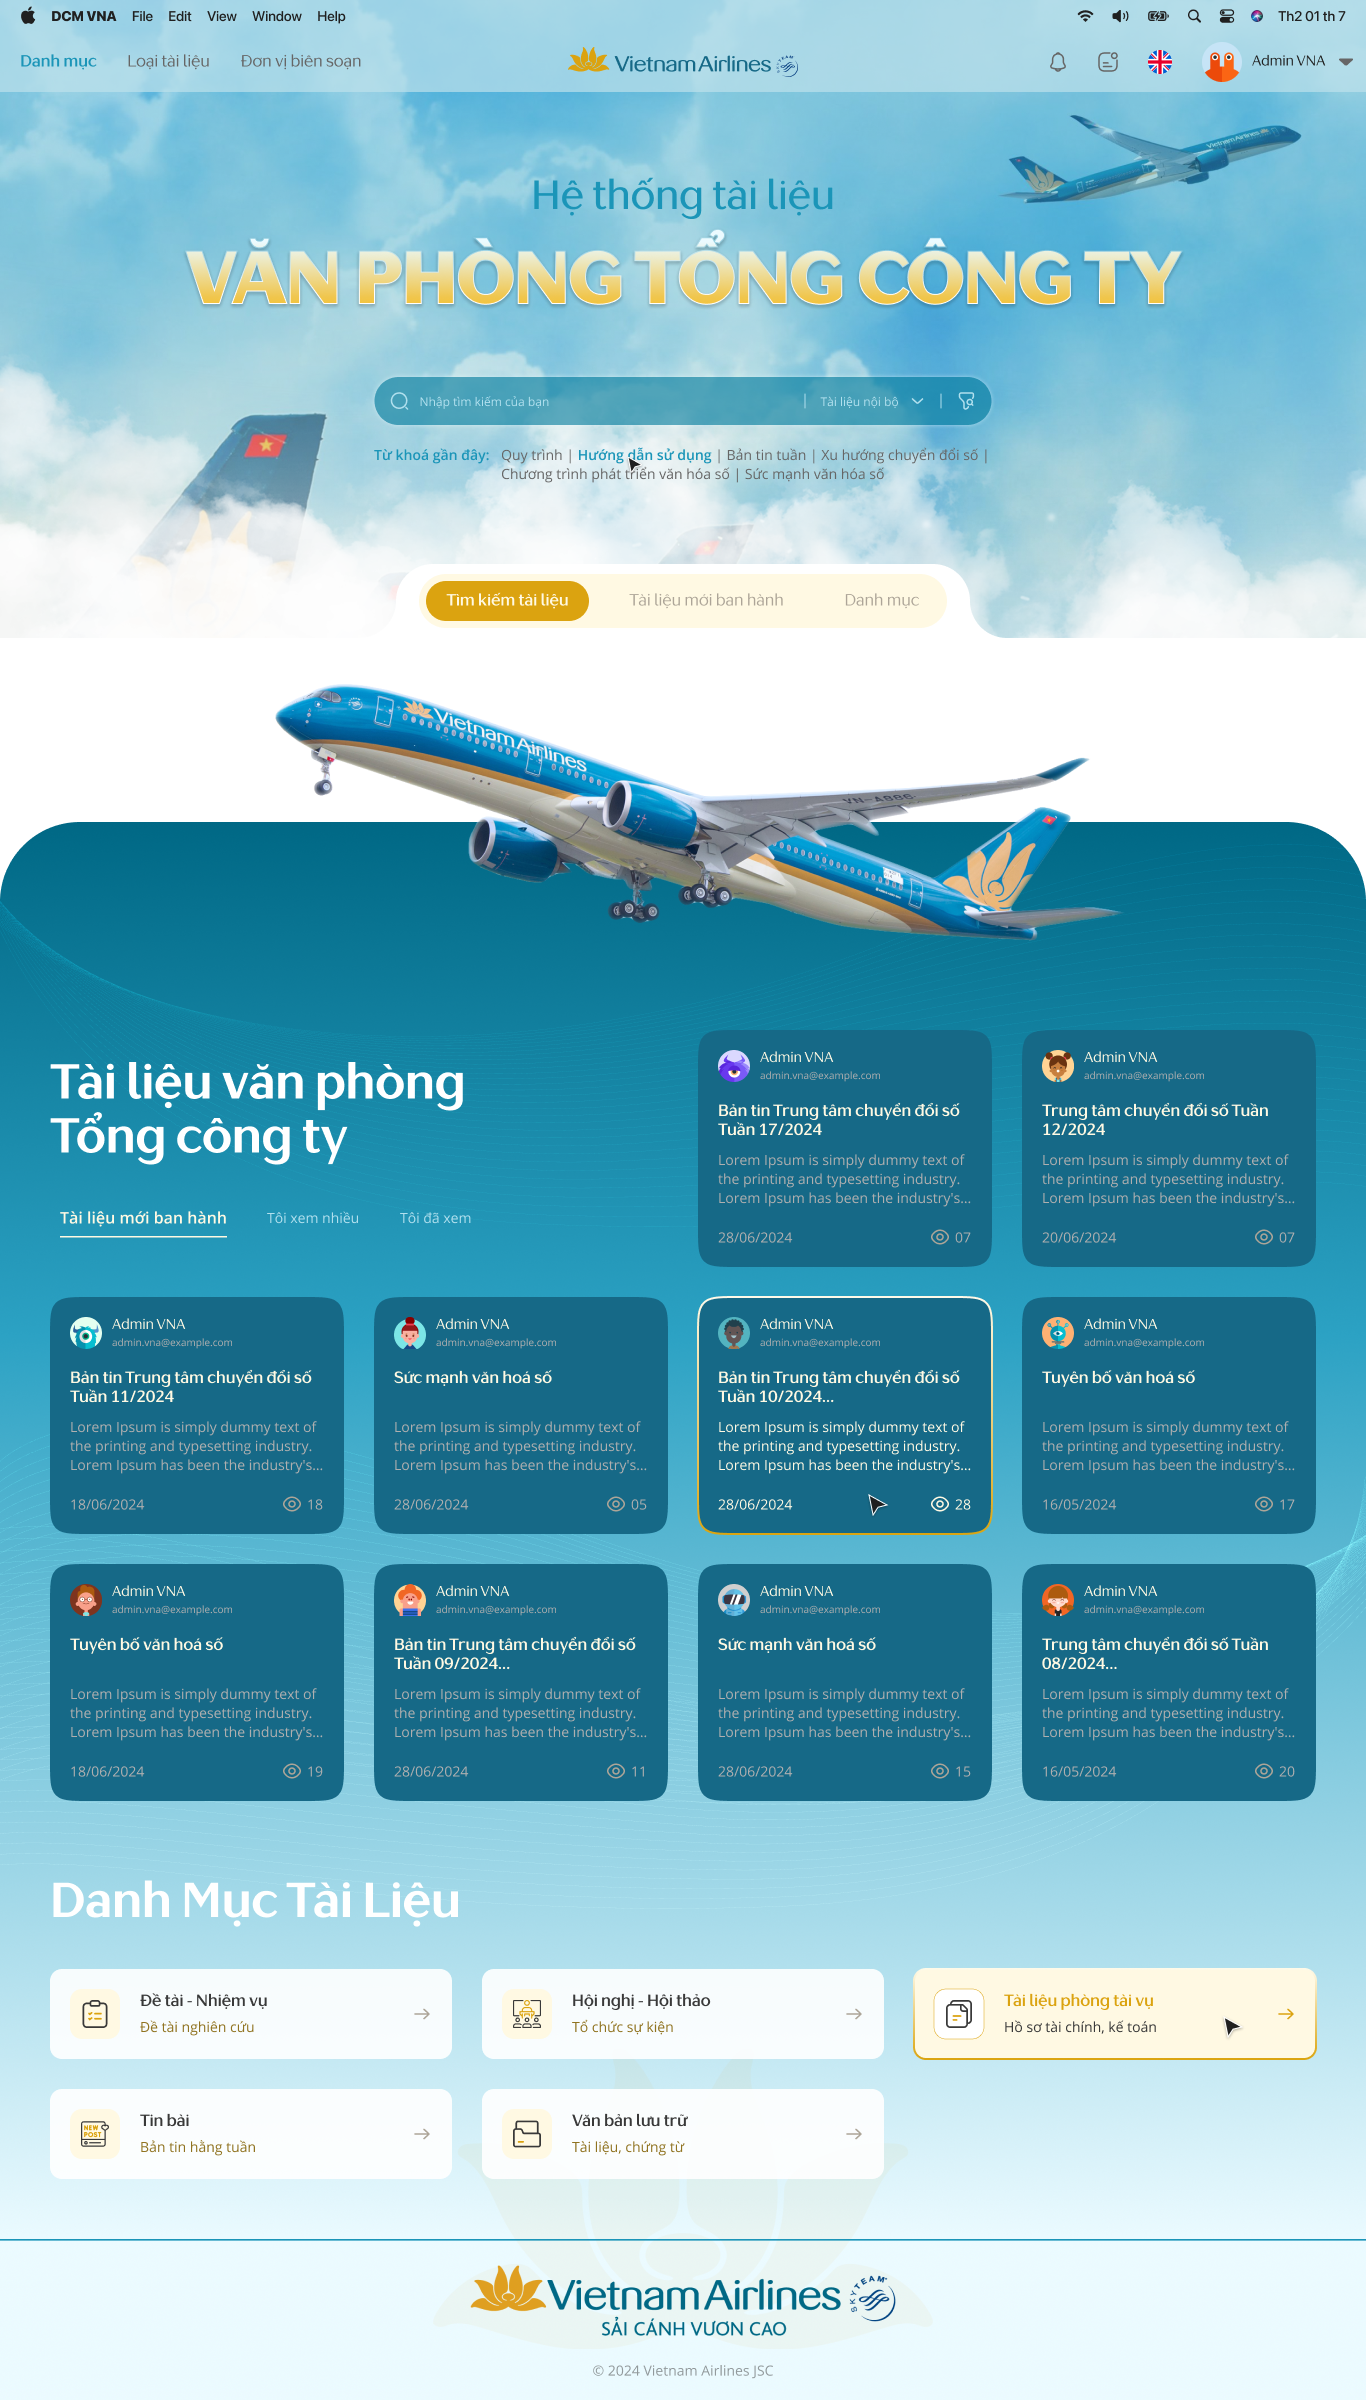 DCM VNA File Edit View Window Help
Th2 01 th 7
Danh mục Loại tài liệu Đơn vị biên soạn
Vietnam Airlines
Admin VNA
Hệ thống tài liệu
VĂN PHÒNG TỔNG CÔNG TY
Nhập tìm kiếm của bạn | Tài liệu nội bộ |
Từ khoá gần đây: Quy trình | Hướng dẫn sử dụng | Bản tin tuần | Xu hướng chuyển đổi số |
Chương trình phát triển văn hóa số | Sức mạnh văn hóa số
Tìm kiếm tài liệu Tài liệu mới ban hành Danh mục
Vietnam Airlines
VN-A886
Tài liệu văn phòng
Tổng công ty
Tài liệu mới ban hành Tôi xem nhiều Tôi đã xem
Admin VNA
admin.vna@example.com
Bản tin Trung tâm chuyển đổi số
Tuần 17/2024
Lorem Ipsum is simply dummy text of
the printing and typesetting industry.
Lorem Ipsum has been the industry's...
28/06/2024 07
Admin VNA
admin.vna@example.com
Trung tâm chuyển đổi số Tuần
12/2024
Lorem Ipsum is simply dummy text of
the printing and typesetting industry.
Lorem Ipsum has been the industry's...
20/06/2024 07
Admin VNA
admin.vna@example.com
Bản tin Trung tâm chuyển đổi số
Tuần 11/2024
Lorem Ipsum is simply dummy text of
the printing and typesetting industry.
Lorem Ipsum has been the industry's...
18/06/2024 18
Admin VNA
admin.vna@example.com
Sức mạnh văn hoá số
Lorem Ipsum is simply dummy text of
the printing and typesetting industry.
Lorem Ipsum has been the industry's...
28/06/2024 05
Admin VNA
admin.vna@example.com
Bản tin Trung tâm chuyển đổi số
Tuần 10/2024...
Lorem Ipsum is simply dummy text of
the printing and typesetting industry.
Lorem Ipsum has been the industry's...
28/06/2024 28
Admin VNA
admin.vna@example.com
Tuyên bố văn hoá số
Lorem Ipsum is simply dummy text of
the printing and typesetting industry.
Lorem Ipsum has been the industry's...
16/05/2024 17
Admin VNA
admin.vna@example.com
Tuyên bố văn hoá số
Lorem Ipsum is simply dummy text of
the printing and typesetting industry.
Lorem Ipsum has been the industry's...
18/06/2024 19
Admin VNA
admin.vna@example.com
Bản tin Trung tâm chuyển đổi số
Tuần 09/2024...
Lorem Ipsum is simply dummy text of
the printing and typesetting industry.
Lorem Ipsum has been the industry's...
28/06/2024 11
Admin VNA
admin.vna@example.com
Sức mạnh văn hoá số
Lorem Ipsum is simply dummy text of
the printing and typesetting industry.
Lorem Ipsum has been the industry's...
28/06/2024 15
Admin VNA
admin.vna@example.com
Trung tâm chuyển đổi số Tuần
08/2024...
Lorem Ipsum is simply dummy text of
the printing and typesetting industry.
Lorem Ipsum has been the industry's...
16/05/2024 20
Danh Mục Tài Liệu
Đề tài - Nhiệm vụ
Đề tài nghiên cứu
Hội nghị - Hội thảo
Tổ chức sự kiện
Tài liệu phòng tài vụ
Hồ sơ tài chính, kế toán
NEW
POST
Tin bài
Bản tin hằng tuần
Văn bản lưu trữ
Tài liệu, chứng từ
Vietnam Airlines
SKYTEAM
SẢI CÁNH VƯƠN CAO
© 2024 Vietnam Airlines JSC